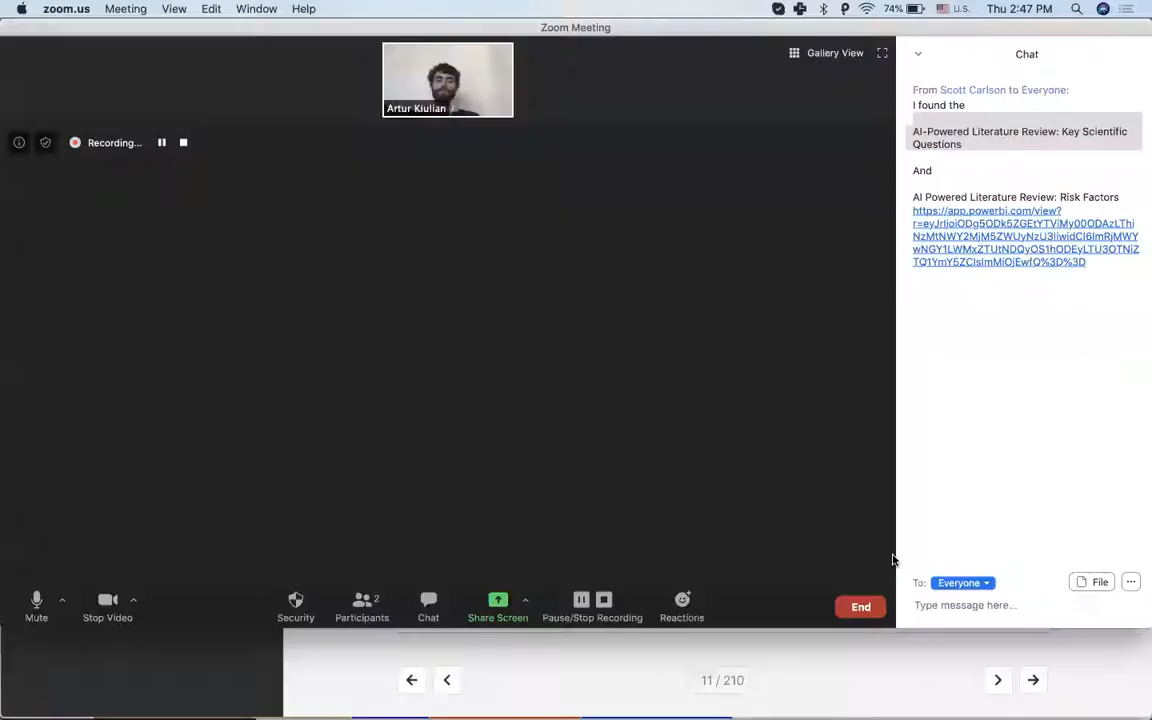 zoom.us Meeting View Edit Window Help 74% U.S. Thu 2:47 PM
Zoom Meeting
Artur Kiulian
Gallery View
Chat
Recording...
From Scott Carlson to Everyone:
I found the
AI-Powered Literature Review: Key Scientific
Questions
And
AI Powered Literature Review: Risk Factors
https://app.powerbi.com/view?
To: Everyone File
Type message here...
Mute
Stop Video
Security
Participants 2
Chat
Share Screen
Pause/Stop Recording
Reactions
End
11 / 210